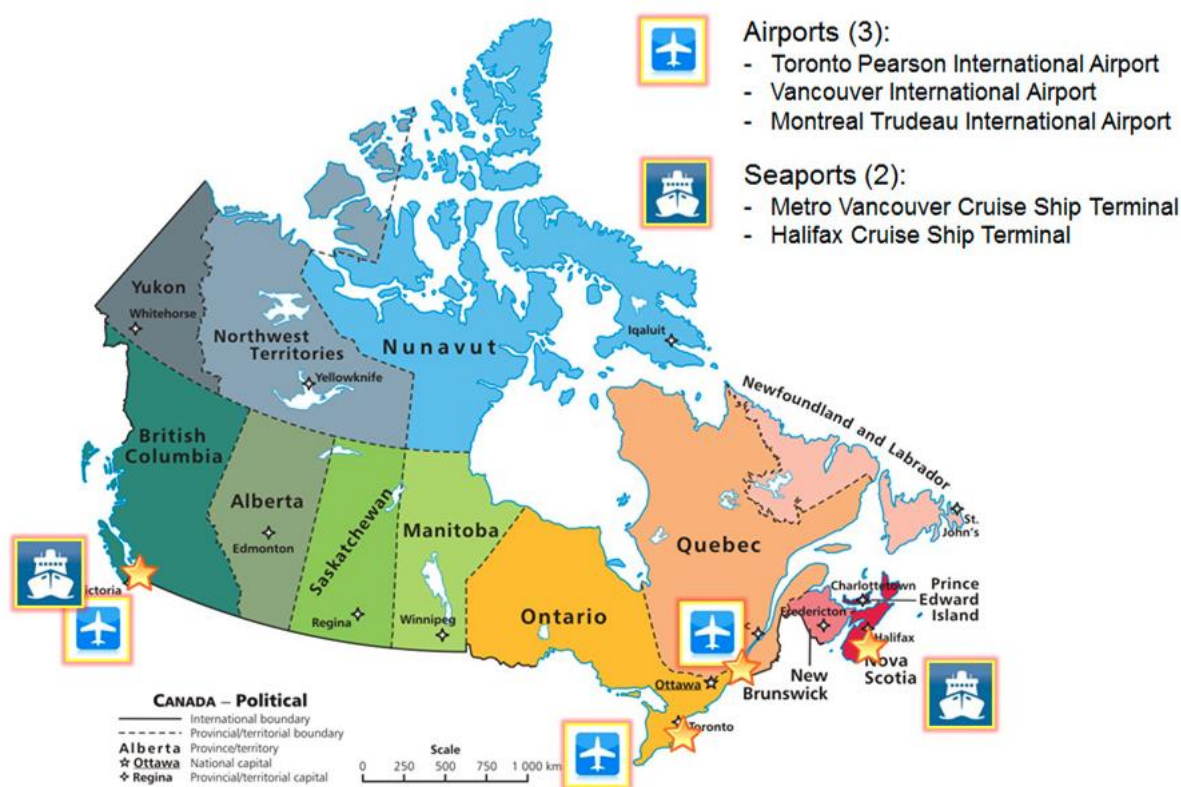 Airports (3):
- Toronto Pearson International Airport
- Vancouver International Airport
- Montreal Trudeau International Airport
Seaports (2):
- Metro Vancouver Cruise Ship Terminal
- Halifax Cruise Ship Terminal
Yukon
Whitehorse
Northwest
Territories
Yellowknife
Nunavut
Iqaluit
Newfoundland and Labrador
British
Columbia
Alberta
Edmonton
Saskatchewan
Regina
Manitoba
Winnipeg
Ontario
Quebec
St.
John's
Charlottetown
Prince
Edward
Island
Fredericton
Halifax
Nova
Scotia
New
Brunswick
Ottawa
Toronto
ictoria
c
CANADA – Political
International boundary
Provincial/territorial boundary
Alberta Province/territory
Ottawa National capital
Regina Provincial/territorial capital
Scale
0 250 500 750 1 000 km